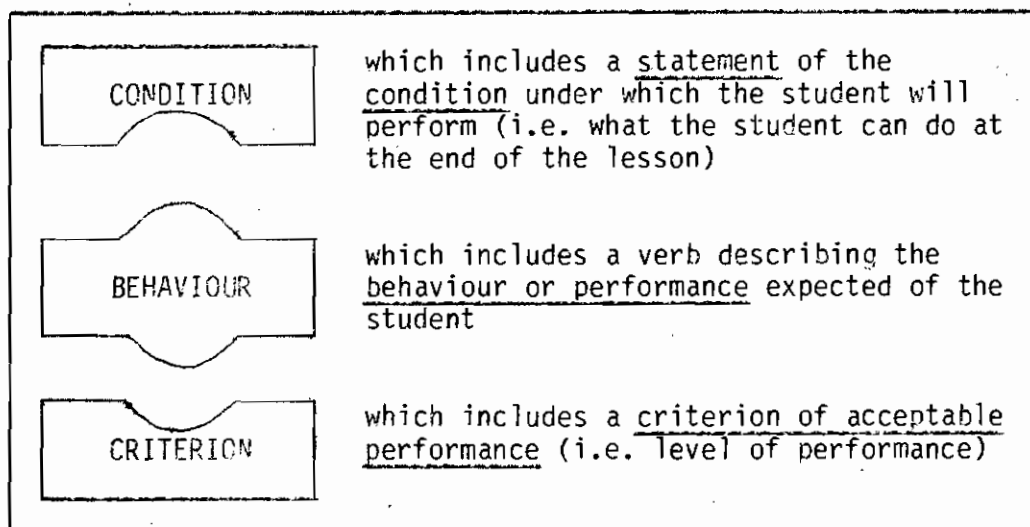 CONDITION
which includes a statement of the
condition under which the student will
perform (i.e. what the student can do at
the end of the lesson)
BEHAVIOUR
which includes a verb describing the
behaviour or performance expected of the
student
CRITERION
which includes a criterion of acceptable
performance (i.e. level of performance)